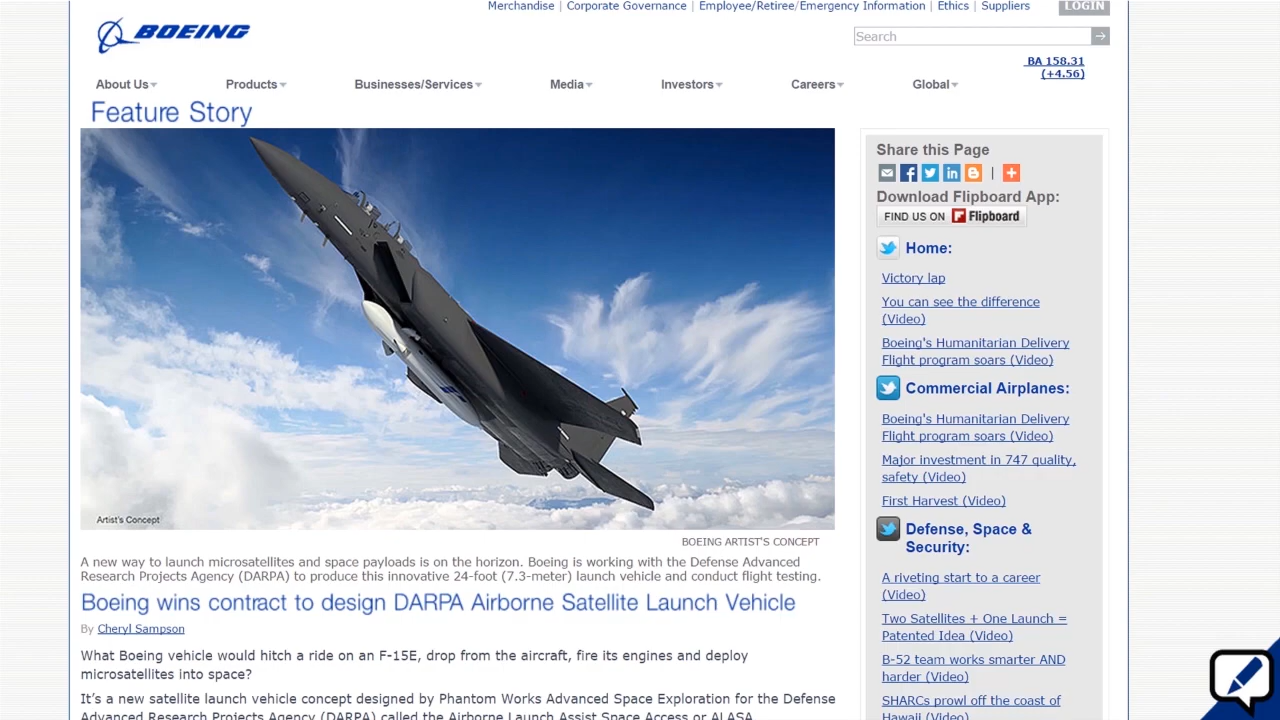 Merchandise | Corporate Governance | Employee/Retiree/Emergency Information | Ethics | Suppliers
LOGIN
BOEING
Search
BA 158.31
(+4.56)
About Us
Products
Businesses/Services
Media
Investors
Careers
Global
Feature Story
Artist's Concept
BOEING ARTIST'S CONCEPT
A new way to launch microsatellites and space payloads is on the horizon. Boeing is working with the Defense Advanced
Research Projects Agency (DARPA) to produce this innovative 24-foot (7.3-meter) launch vehicle and conduct flight testing.
Boeing wins contract to design DARPA Airborne Satellite Launch Vehicle
By Cheryl Sampson
What Boeing vehicle would hitch a ride on an F-15E, drop from the aircraft, fire its engines and deploy
microsatellites into space?
It's a new satellite launch vehicle concept designed by Phantom Works Advanced Space Exploration for the Defense
Advanced Research Projects Agency (DARPA) called the Airborne Launch Assist Space Access or ALASA.
Share this Page
Download Flipboard App:
FIND US ON Flipboard
Home:
Victory lap
You can see the difference
(Video)
Boeing's Humanitarian Delivery
Flight program soars (Video)
Commercial Airplanes:
Boeing's Humanitarian Delivery
Flight program soars (Video)
Major investment in 747 quality,
safety (Video)
First Harvest (Video)
Defense, Space &
Security:
A riveting start to a career
(Video)
Two Satellites + One Launch =
Patented Idea (Video)
B-52 team works smarter AND
harder (Video)
SHARCs prowl off the coast of
Hawaii (Video)